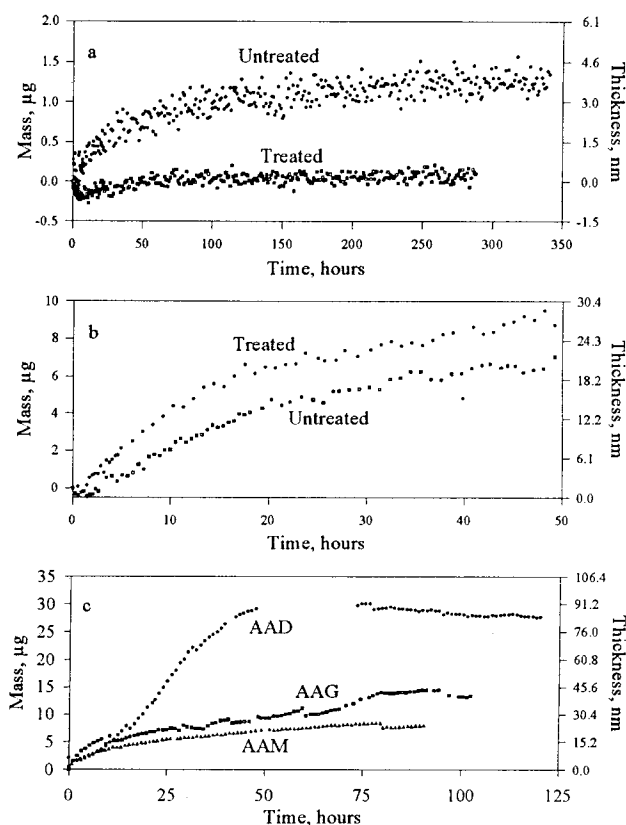 a
Untreated
Treated
Mass, µg
2.0
1.5
1.0
0.5
0.0
-0.5
Thickness, nm
6.1
4.6
3.0
1.5
0.0
-1.5
0 50 100 150 200 250 300 350
Time, hours
b
Treated
Untreated
Mass, µg
10
8
6
4
2
0
Thickness, nm
30.4
24.3
18.2
12.2
6.1
0.0
0 10 20 30 40 50
Time, hours
c
AAD
AAG
AAM
Mass, µg
35
30
25
20
15
10
5
0
Thickness, nm
106.4
91.2
76.0
60.8
45.6
30.4
15.2
0.0
0 25 50 75 100 125
Time, hours